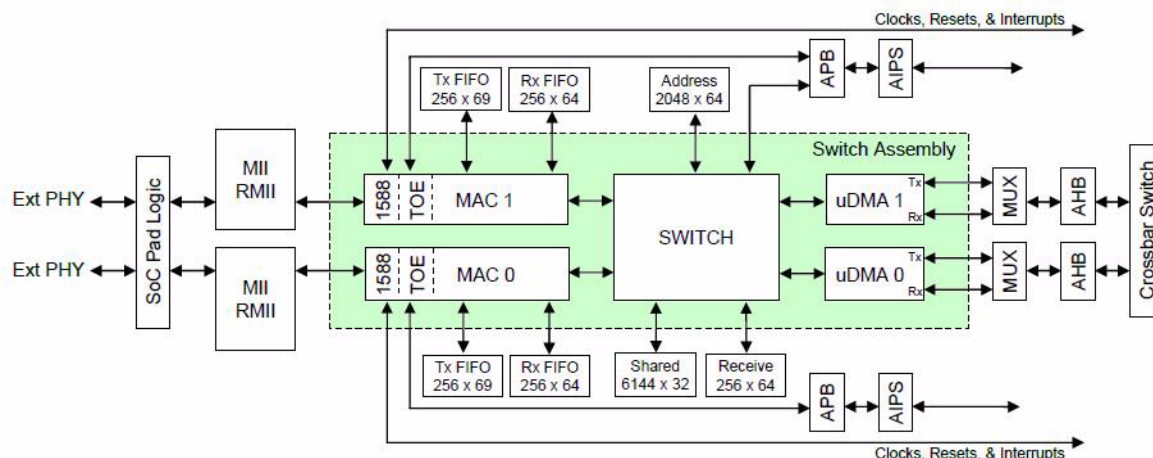 Clocks, Resets, & Interrupts
APB
AIPS
Tx FIFO
256 x 69
Rx FIFO
256 x 64
Address
2048 x 64
Switch Assembly
MII
RMII
Ext PHY
SoC Pad Logic
1588
TOE
MAC 1
SWITCH
uDMA 1
Tx
Rx
MUX
AHB
Crossbar Switch
Ext PHY
MII
RMII
1588
TOE
MAC 0
uDMA 0
Tx
Rx
MUX
AHB
Tx FIFO
256 x 69
Rx FIFO
256 x 64
Shared
6144 x 32
Receive
256 x 64
APB
AIPS
Clocks, Resets, & Interrupts